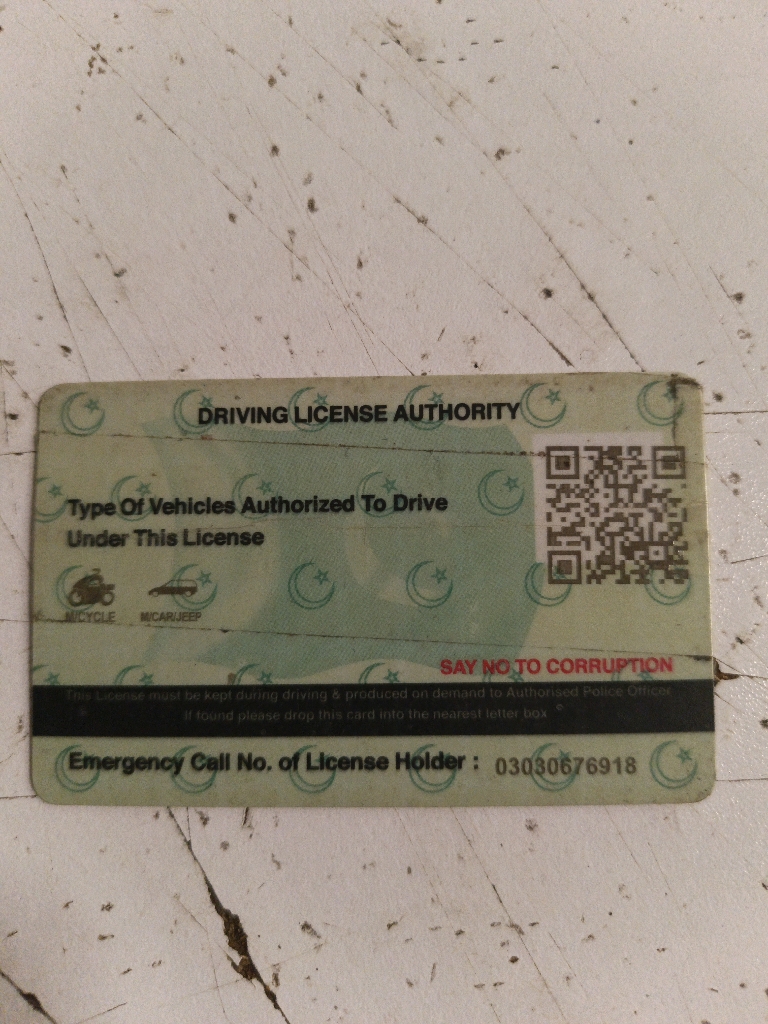 DRIVING LICENSE AUTHORITY
Type Of Vehicles Authorized To Drive
Under This License
M/CYCLE M/CAR/JEEP
SAY NO TO CORRUPTION
This License must be kept during driving & produced on demand to Authorised Police Officer
If found please drop this card into the nearest letter box
Emergency Call No. of License Holder : 03030676918